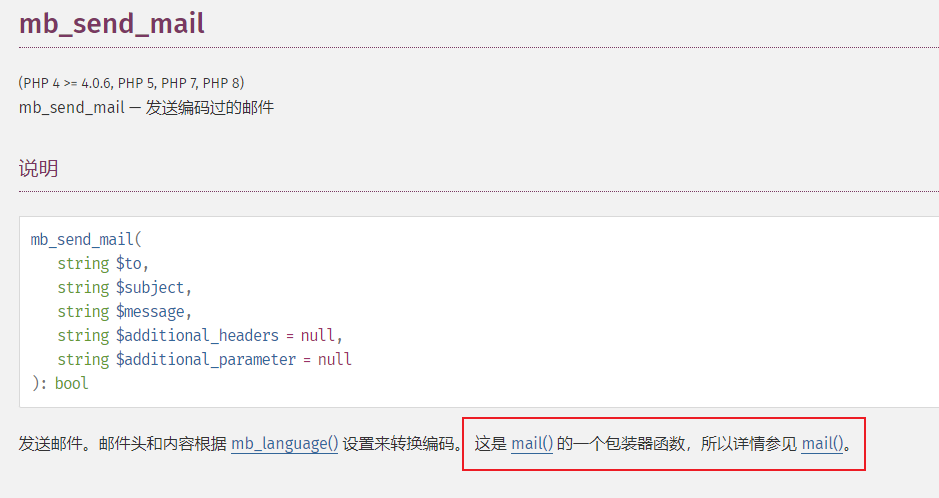 mb_send_mail
(PHP 4 >= 4.0.6, PHP 5, PHP 7, PHP 8)
mb_send_mail — 发送编码过的邮件
说明
mb_send_mail(
string $to,
string $subject,
string $message,
string $additional_headers = null,
string $additional_parameter = null
): bool
发送邮件。邮件头和内容根据 mb_language() 设置来转换编码。 这是 mail() 的一个包装器函数，所以详情参见 mail()。